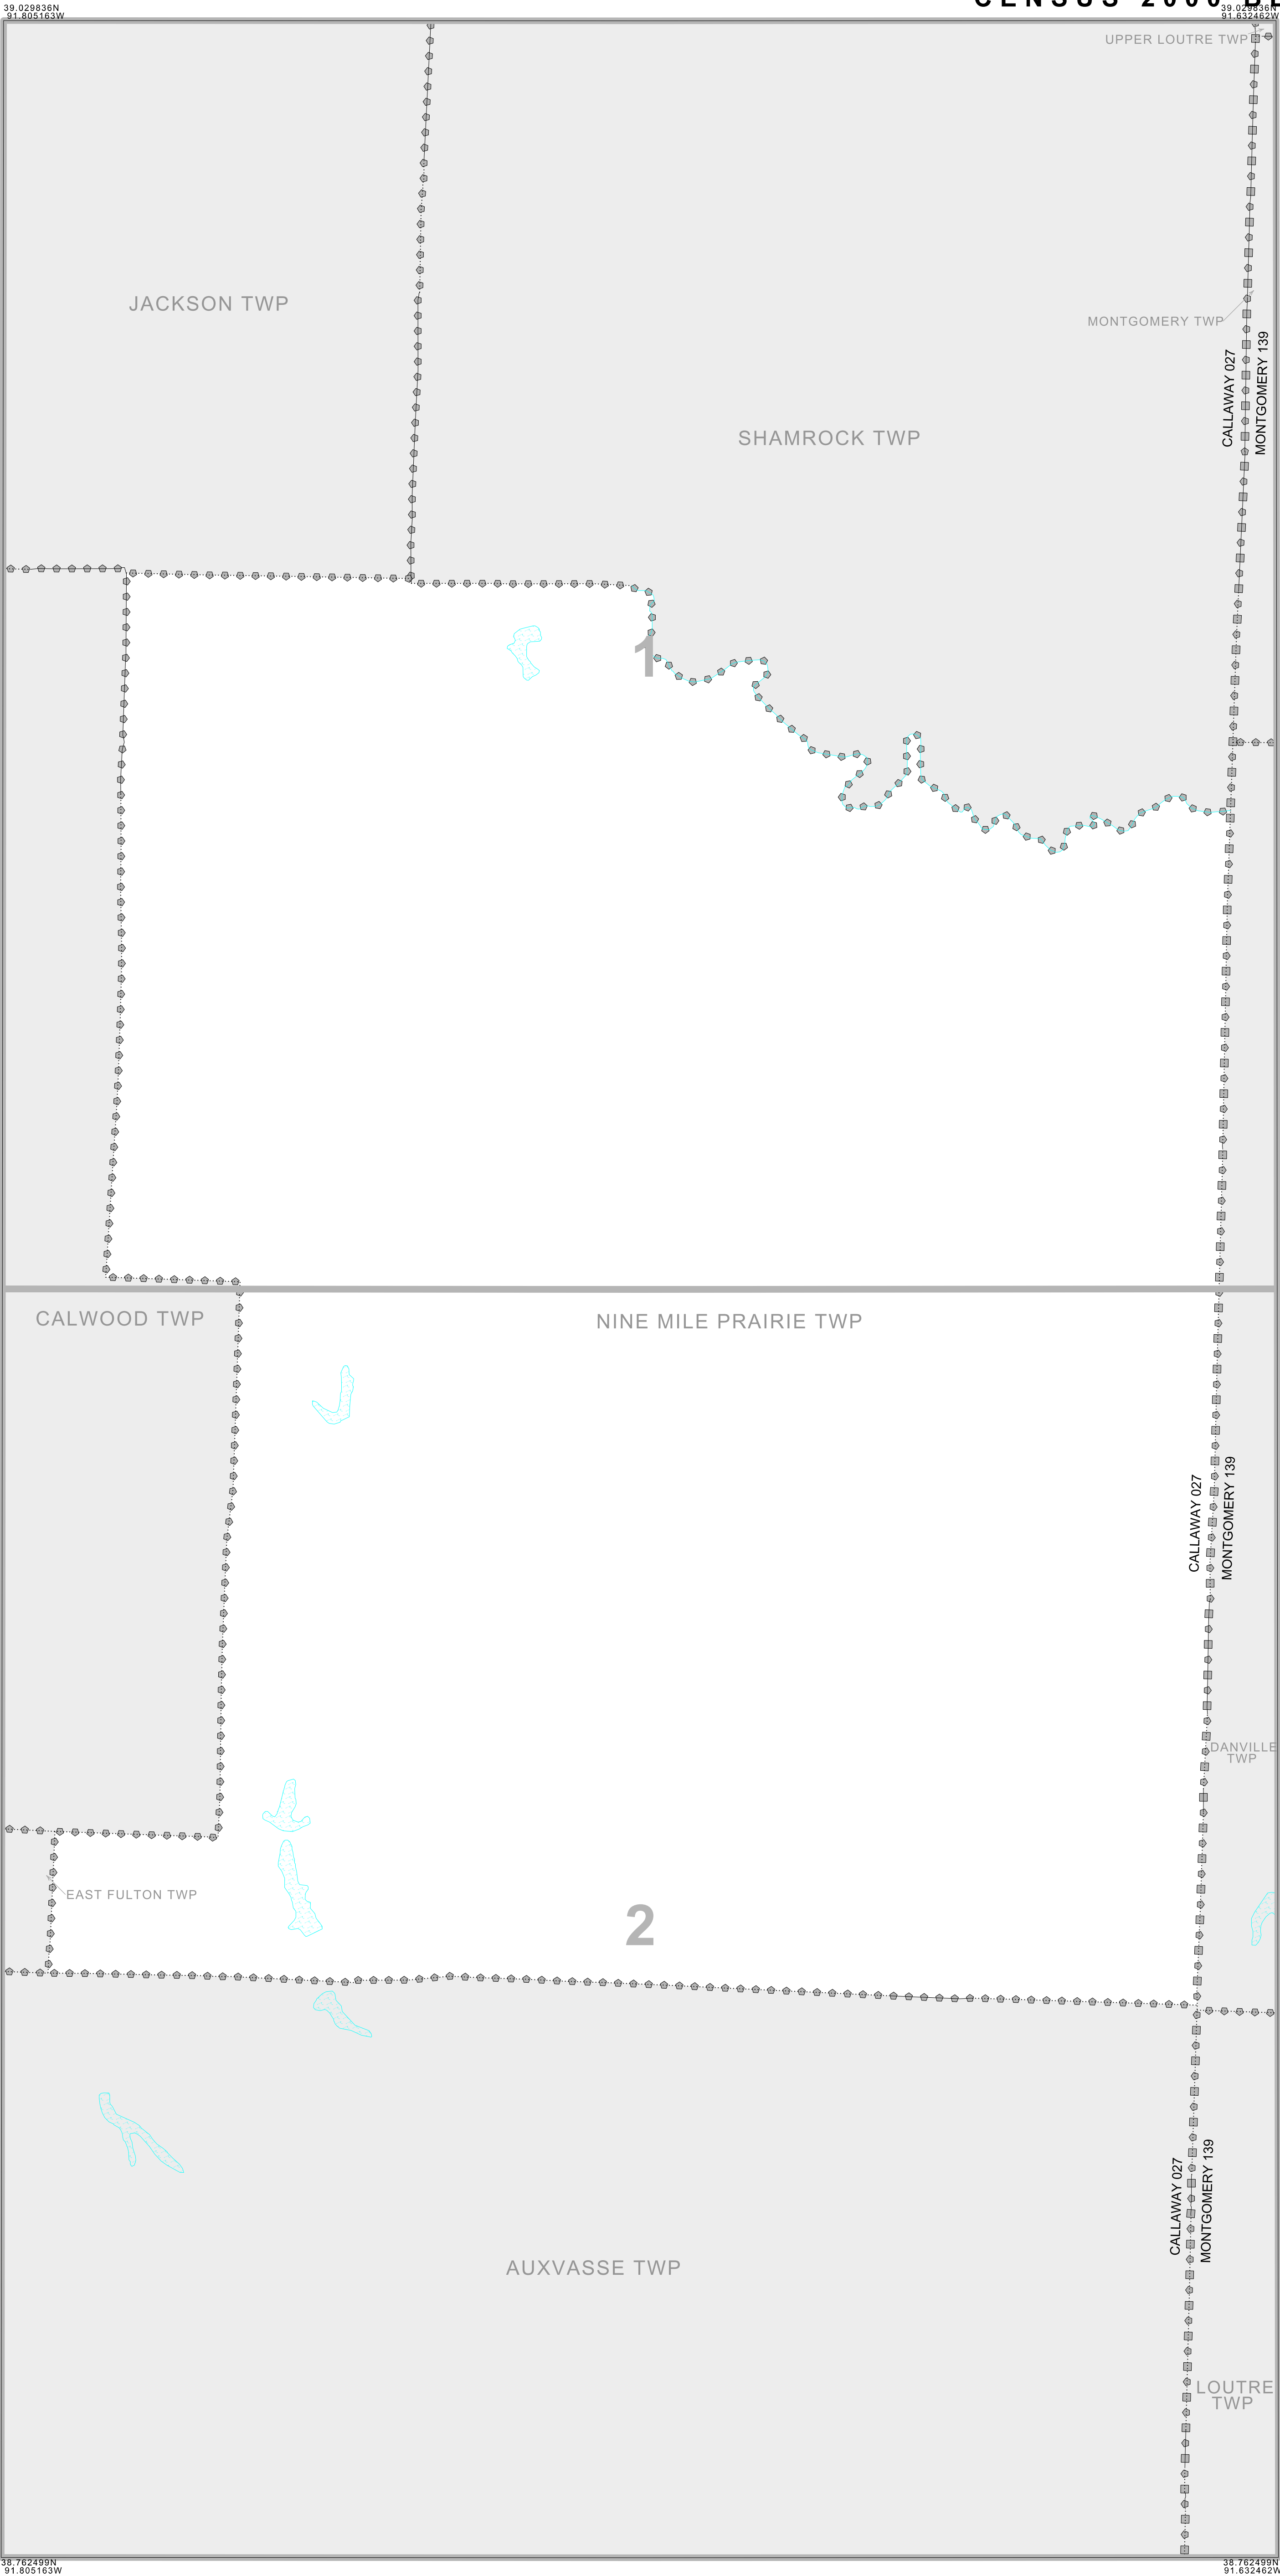 CENSUS 2000
39.029836N
91.805163W
39.029836N
91.632462W
UPPER LOUTRE TWP
JACKSON TWP
MONTGOMERY TWP
CALLAWAY 027
MONTGOMERY 139
SHAMROCK TWP
1
CALWOOD TWP
NINE MILE PRAIRIE TWP
CALLAWAY 027
MONTGOMERY 139
DANVILLE
TWP
EAST FULTON TWP
2
CALLAWAY 027
MONTGOMERY 139
AUXVASSE TWP
LOUTRE
TWP
38.762499N
91.805163W
38.762499N
91.632462W